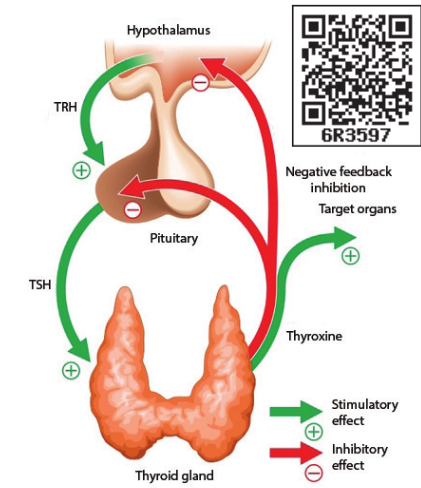 Hypothalamus
6R3597
TRH
Negative feedback
inhibition
Target organs
Pituitary
TSH
Thyroxine
Stimulatory
effect
Inhibitory
effect
Thyroid gland